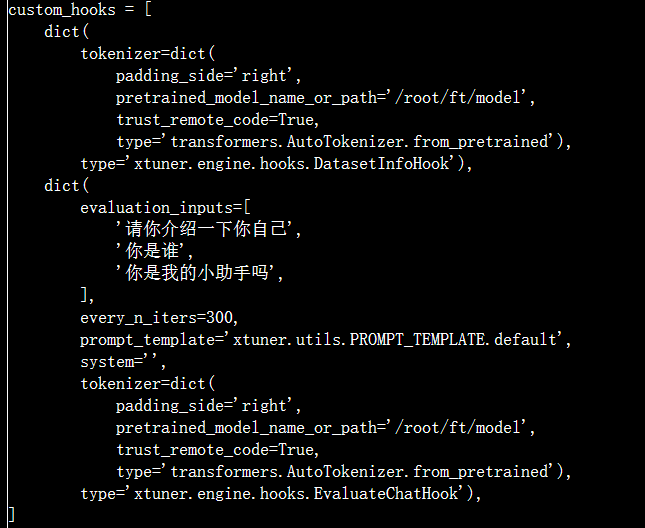 custom_hooks = [
    dict(
        tokenizer=dict(
            padding_side='right',
            pretrained_model_name_or_path='/root/ft/model',
            trust_remote_code=True,
            type='transformers.AutoTokenizer.from_pretrained'),
        type='xtuner.engine.hooks.DatasetInfoHook'),
    dict(
        evaluation_inputs=[
            '请你介绍一下你自己',
            '你是谁',
            '你是我的小助手吗',
        ],
        every_n_iters=300,
        prompt_template='xtuner.utils.PROMPT_TEMPLATE.default',
        system='',
        tokenizer=dict(
            padding_side='right',
            pretrained_model_name_or_path='/root/ft/model',
            trust_remote_code=True,
            type='transformers.AutoTokenizer.from_pretrained'),
        type='xtuner.engine.hooks.EvaluateChatHook'),
]